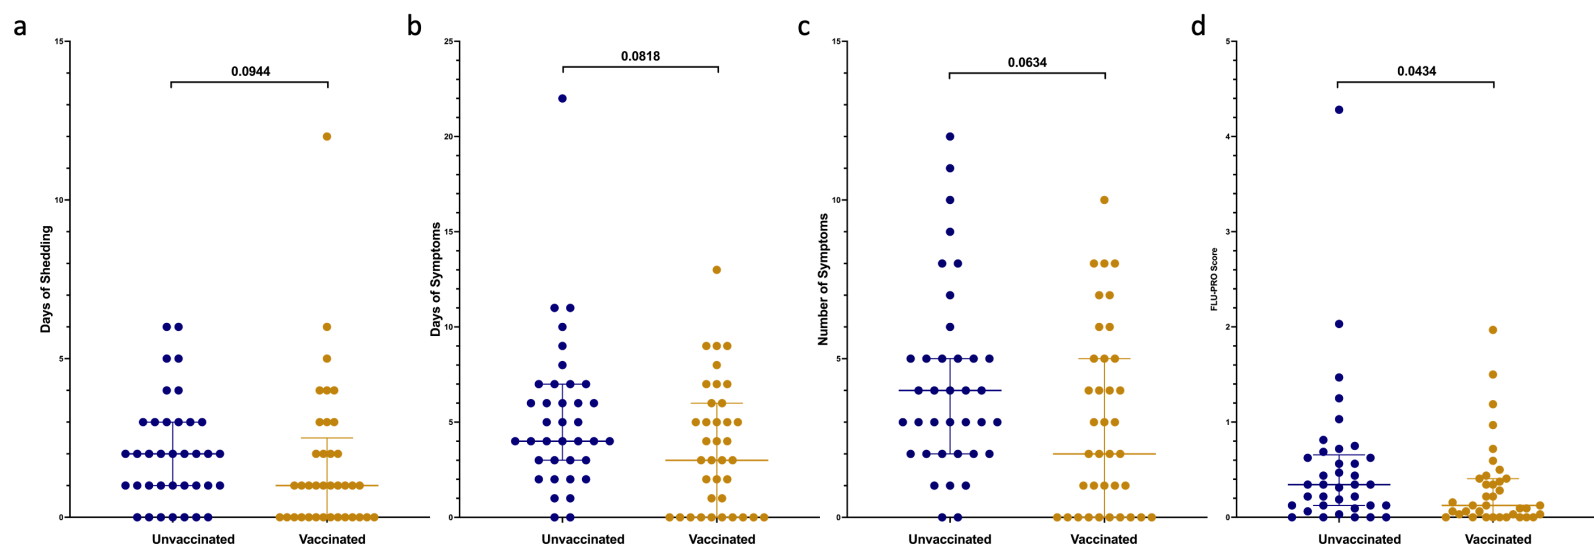 a
b
c
d
15
10
5
0
Days of Shedding
0.0944
Unvaccinated
Vaccinated
25
20
15
10
5
0
Days of Symptoms
0.0818
Unvaccinated
Vaccinated
15
10
5
0
Number of Symptoms
0.0634
Unvaccinated
Vaccinated
5
4
3
2
1
0
FLU-PRO Score
0.0434
Unvaccinated
Vaccinated